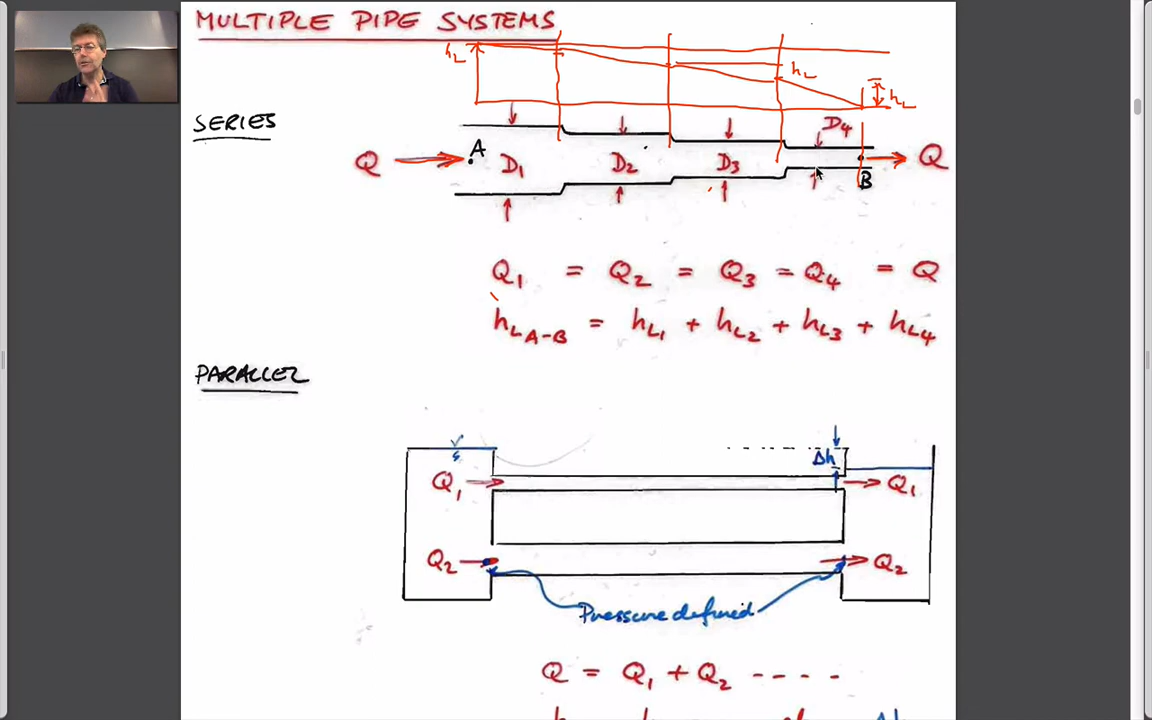 MULTIPLE PIPE SYSTEMS
hL
hL
hL
SERIES
D4
Q A D1 D2 D3 B Q
Q1 = Q2 = Q3 = Q4 = Q
hLA-B = hL1 + hL2 + hL3 + hL4
PARALLEL
Δh
Q1 Q1
Q2 Q2
Pressure defined
Q = Q1 + Q2 ----